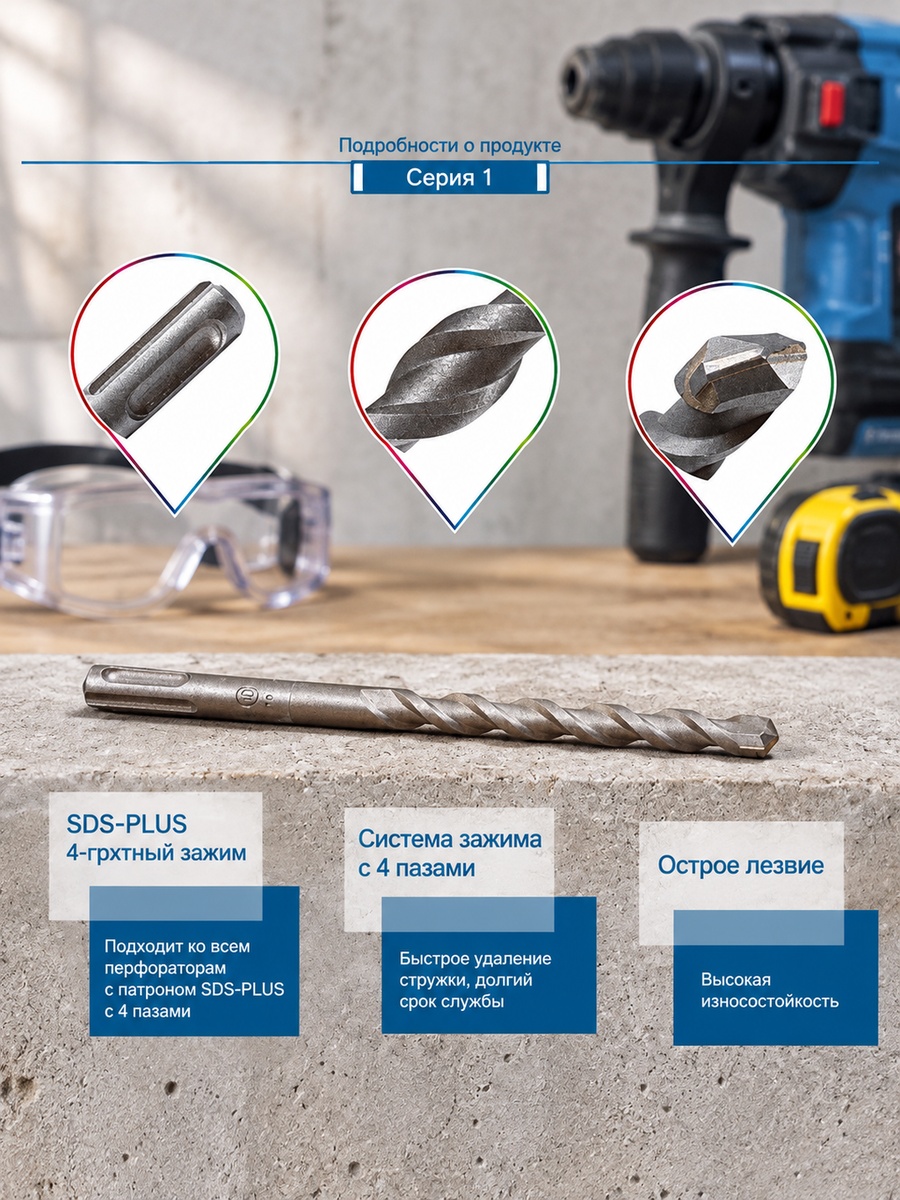 Подробности о продукте
Серия 1
SDS-PLUS
4-грхтный зажим
Подходит ко всем
перфораторам
с патроном SDS-PLUS
с 4 пазами
Система зажима
с 4 пазами
Быстрое удаление
стружки, долгий
срок службы
Острое лезвие
Высокая
износостойкость